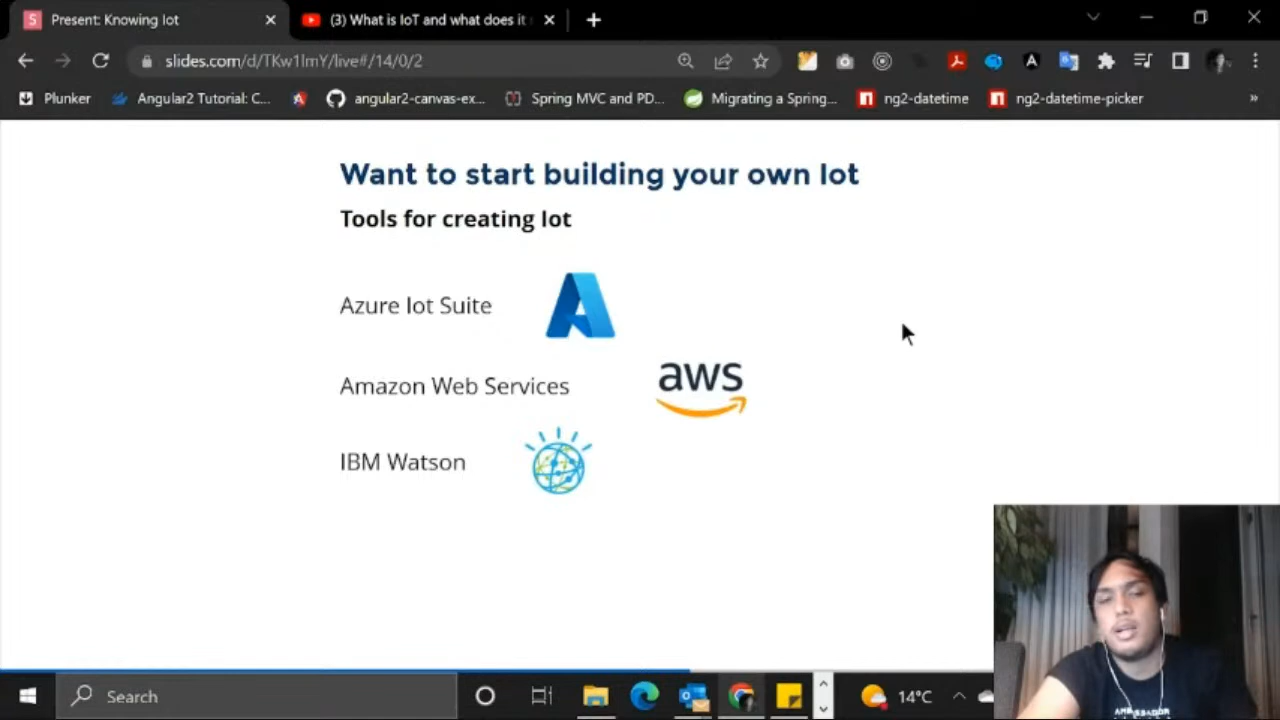 S Present: Knowing Iot
(3) What is IoT and what does it
slides.com/d/TKw1lmY/live#/14/0/2
Plunker
Angular2 Tutorial: C...
angular2-canvas-ex...
Spring MVC and PD...
Migrating a Spring...
ng2-datetime
ng2-datetime-picker
»
Want to start building your own Iot
Tools for creating Iot
Azure Iot Suite
Amazon Web Services
aws
IBM Watson
AMBASSADOR
Search
14°C